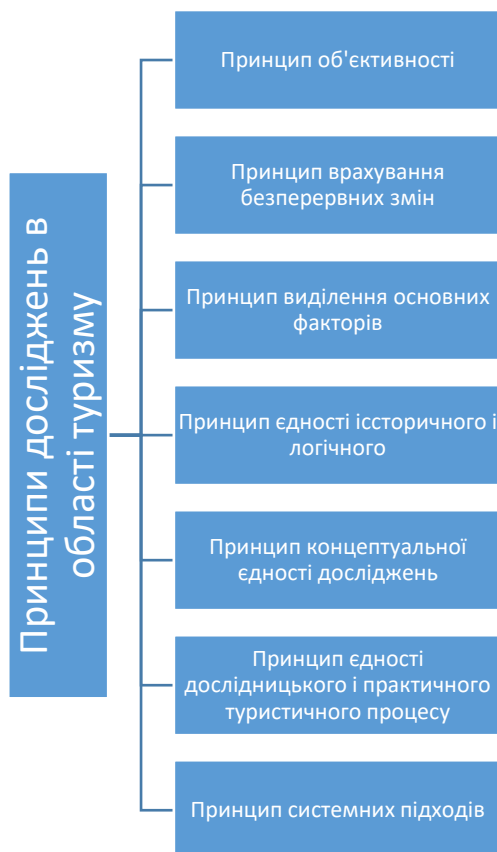 Принципи досліджень в
області туризму
Принцип об'єктивності
Принцип врахування
безперервних змін
Принцип виділення основних
факторів
Принцип єдності іссторичного і
логічного
Принцип концептуальної
єдності досліджень
Принцип єдності
дослідницького і практичного
туристичного процесу
Принцип системних підходів